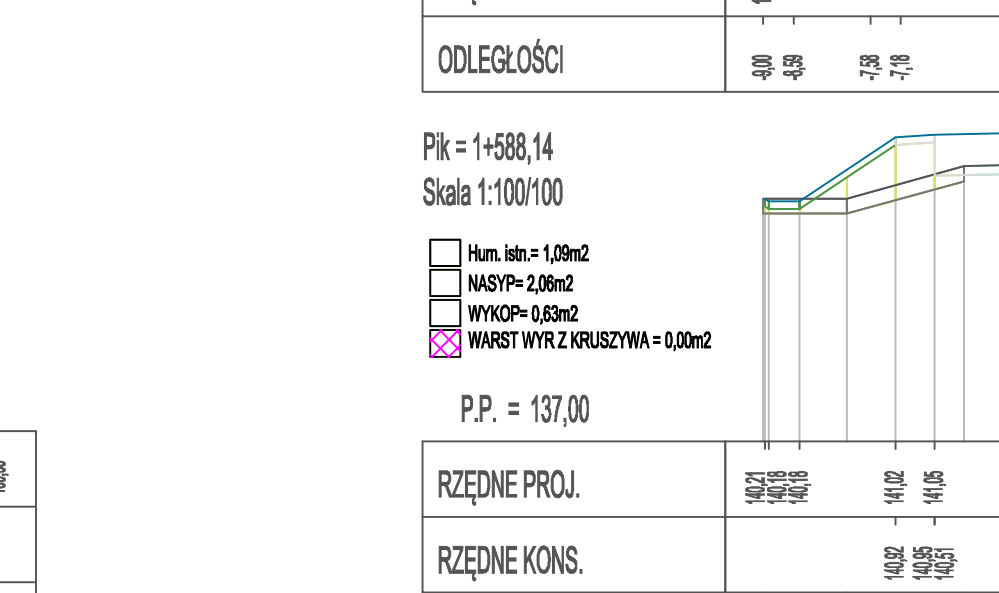 ODLEGŁOŚCI
-9,00
-8,59
-7,58
-7,18
Pik = 1+588,14
Skala 1:100/100
Hum. istn.= 1,09m2
NASYP= 2,06m2
WYKOP= 0,63m2
WARST WYR Z KRUSZYWA = 0,00m2
P.P. = 137,00
RZĘDNE PROJ.
140,21
140,18
140,18
141,02
141,05
RZĘDNE KONS.
140,92
140,95
140,51